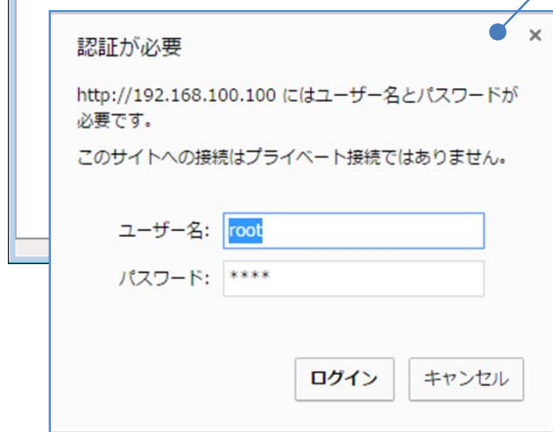 認証が必要
×
http://192.168.100.100 にはユーザー名とパスワードが
必要です。
このサイトへの接続はプライベート接続ではありません。
ユーザー名: root
パスワード: ****
ログイン キャンセル